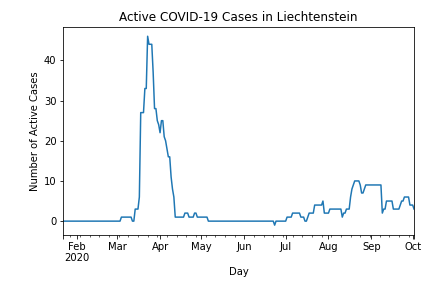 Active COVID-19 Cases in Liechtenstein
Number of Active Cases
40
30
20
10
0
Feb Mar Apr May Jun Jul Aug Sep Oct
2020
Day